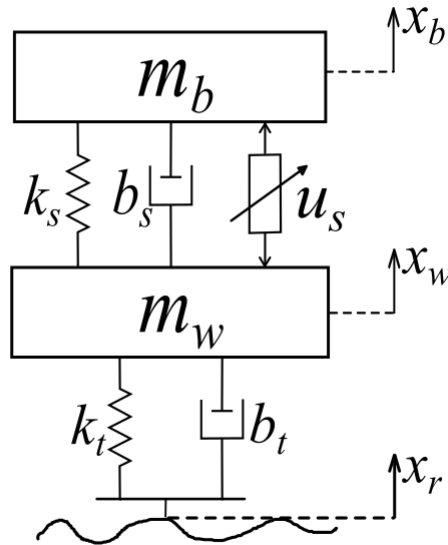 x_b
m_b
k_s b_s u_s
x_w
m_w
k_t b_t
x_r